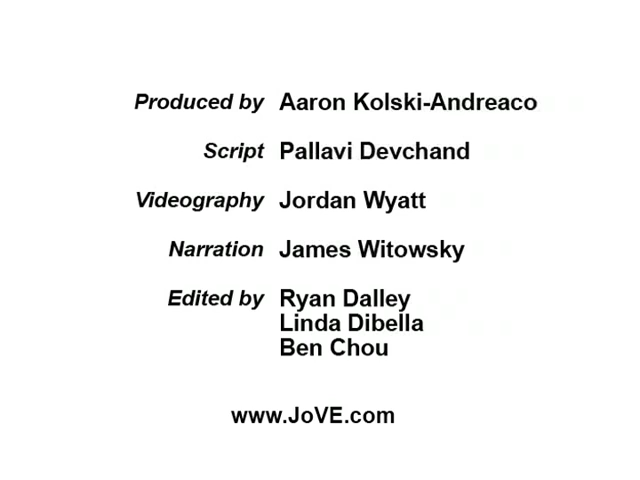 Produced by Aaron Kolski-Andreaco
Script Pallavi Devchand
Videography Jordan Wyatt
Narration James Witowsky
Edited by Ryan Dalley
Linda Dibella
Ben Chou
www.JoVE.com